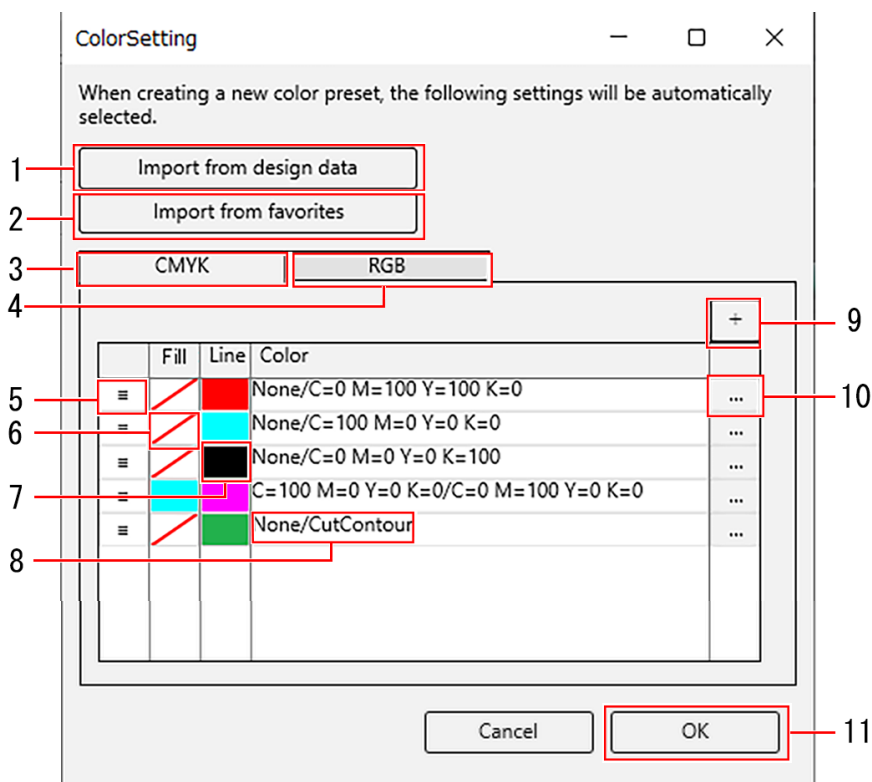 ColorSetting
When creating a new color preset, the following settings will be automatically
selected.
1
Import from design data
2
Import from favorites
3
CMYK
RGB
4
+
9
Fill Line Color
5
≡
None/C=0 M=100 Y=100 K=0
...
10
6
≡
None/C=100 M=0 Y=0 K=0
...
≡
None/C=0 M=0 Y=0 K=100
...
7
≡
C=100 M=0 Y=0 K=0/C=0 M=100 Y=0 K=0
...
≡
None/CutContour
...
8
Cancel
OK
11